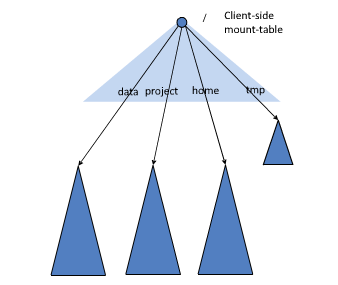 /
Client-side
mount-table
data project home tmp